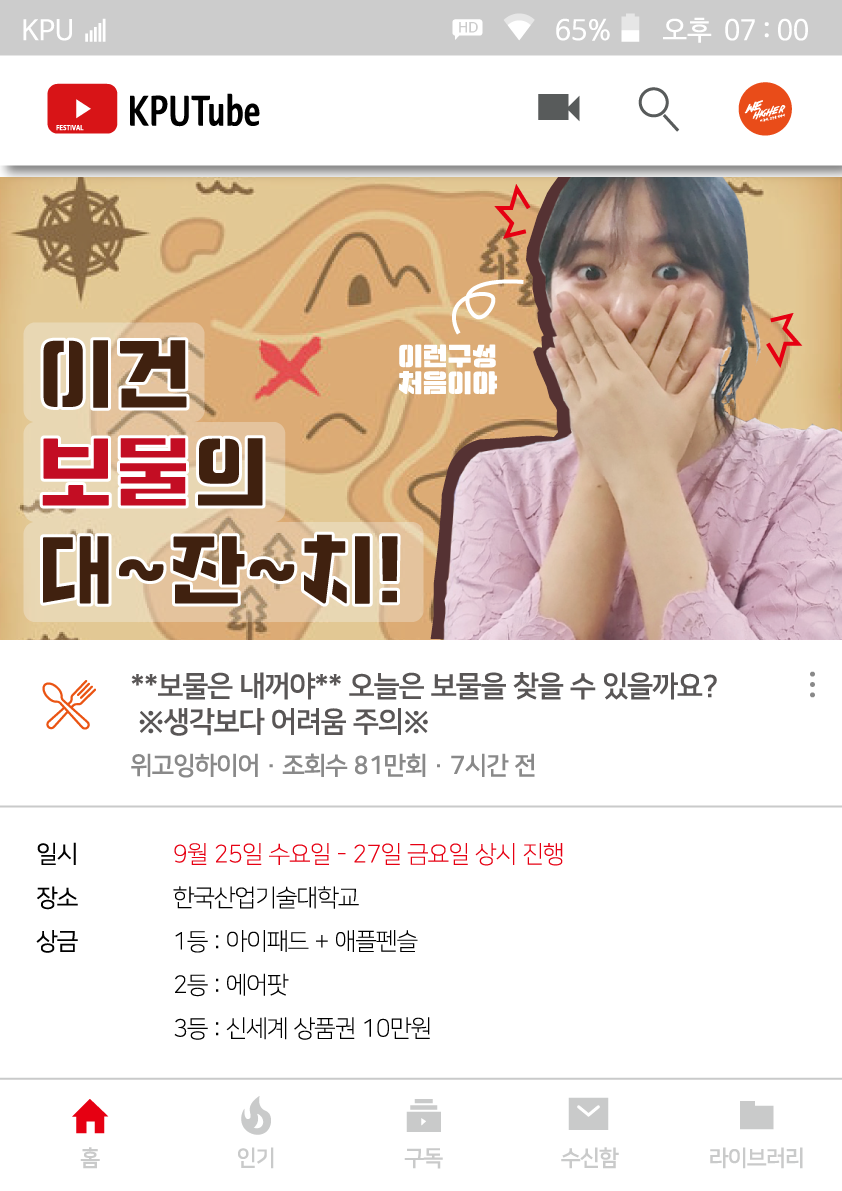 KPU HD 65% 오후 07 : 00
FESTIVAL KPUTube WE HIGHER
이런구성
처음이야
이건
보물의
대~잔~치!
**보물은 내꺼야** 오늘은 보물을 찾을 수 있을까요?
※생각보다 어려움 주의※
위고잉하이어 · 조회수 81만회 · 7시간 전
일시 9월 25일 수요일 - 27일 금요일 상시 진행
장소 한국산업기술대학교
상금 1등 : 아이패드 + 애플펜슬
2등 : 에어팟
3등 : 신세계 상품권 10만원
홈 인기 구독 수신함 라이브러리